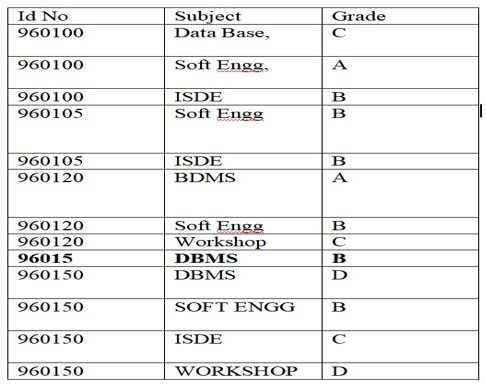 Id No Subject Grade
960100 Data Base, C
960100 Soft Engg, A
960100 ISDE B
960105 Soft Engg B
960105 ISDE B
960120 BDMS A
960120 Soft Engg B
960120 Workshop C
96015 DBMS B
960150 DBMS D
960150 SOFT ENGG B
960150 ISDE C
960150 WORKSHOP D